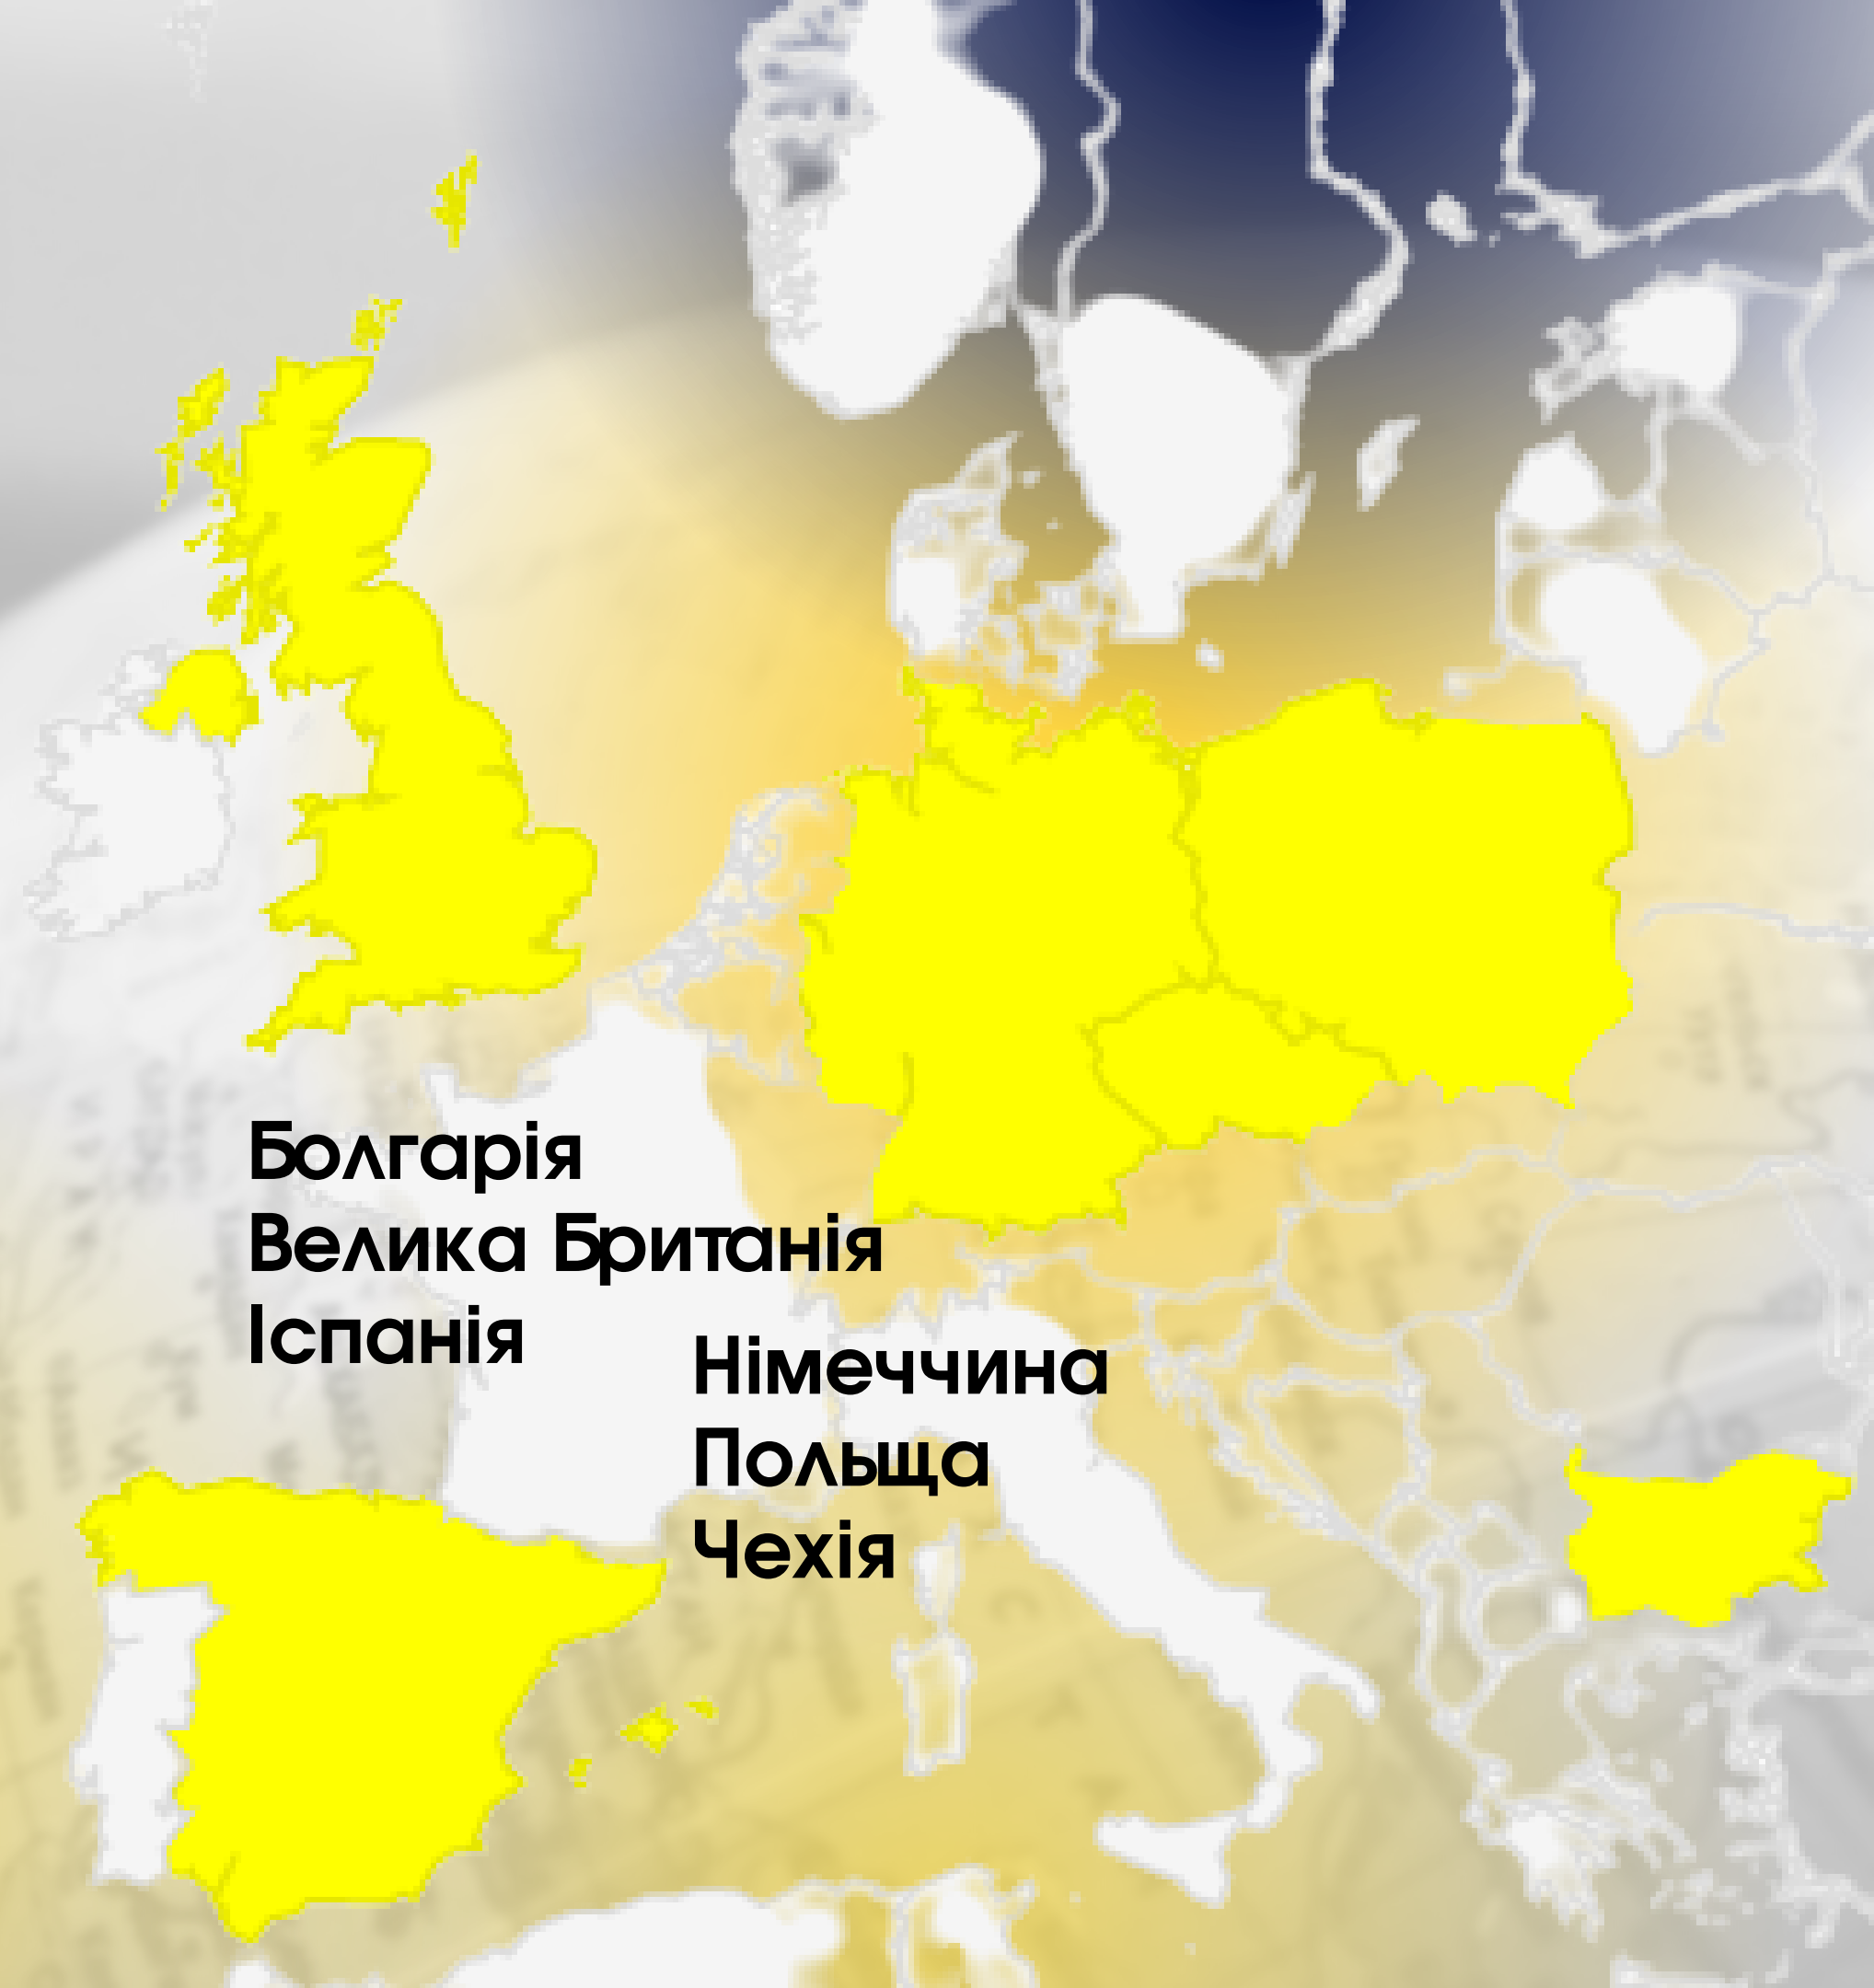 Болгарія
Велика Британія
Іспанія
Німеччина
Польща
Чехія